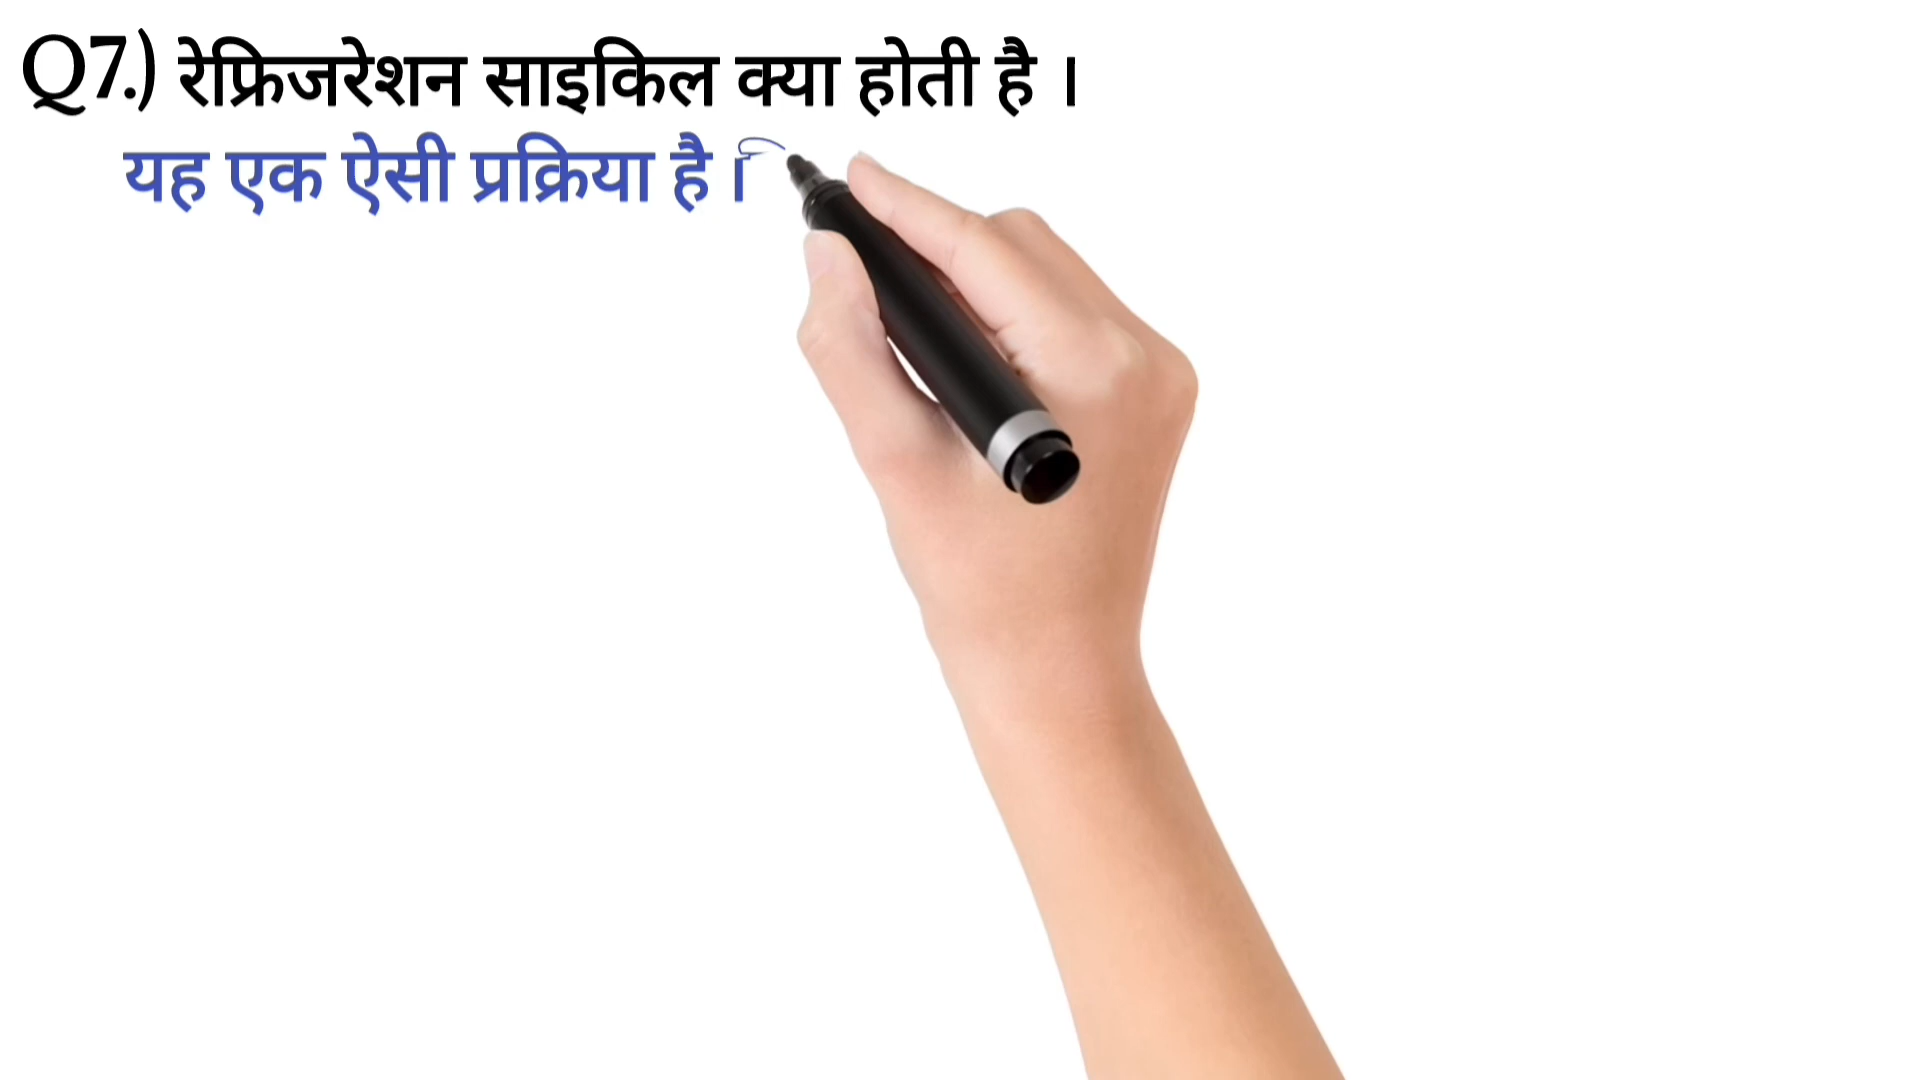 Q7.) रेफ्रिजरेशन साइकिल क्या होती है ।
यह एक ऐसी प्रक्रिया है